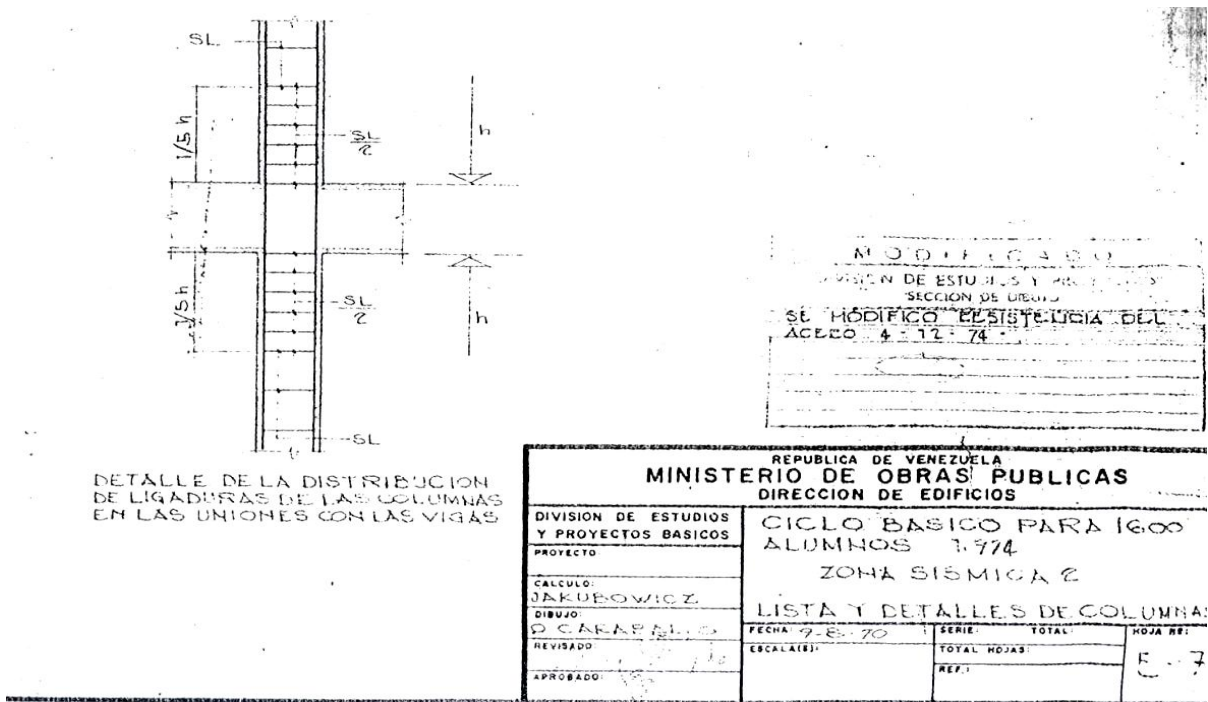 SL
1/5 h
SL
2
h
1/5 h
SL
2
h
SL
DETALLE DE LA DISTRIBUCION
DE LIGADURAS DE LAS COLUMNAS
EN LAS UNIONES CON LAS VIGAS
MODIFICADO
DIVISION DE ESTUDIOS Y
SECCION DE DIBUJO
SE MODIFICO RESISTENCIA DEL
ACERO 4-12-74
REPUBLICA DE VENEZUELA
MINISTERIO DE OBRAS PUBLICAS
DIRECCION DE EDIFICIOS
DIVISION DE ESTUDIOS
Y PROYECTOS BASICOS
PROYECTO
CALCULO:
JAKUBOWICZ
DIBUJO:
REVISADO
APROBADO:
CICLO BASICO PARA 1600
ALUMNOS 1.974
ZONA SISMICA 2
LISTA Y DETALLES DE COLUMNAS
FECHA: 9-8-70
SERIE: TOTAL:
HOJA Nº:
ESCALA(S):
TOTAL HOJAS:
E-7
REF.: